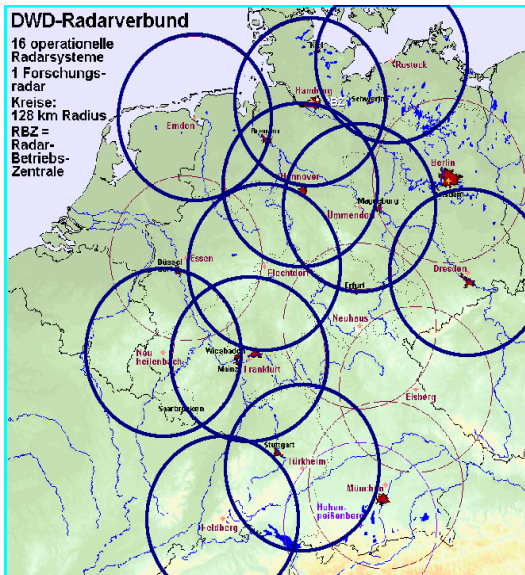 DWD-Radarverbund
16 operationelle
Radarsysteme
1 Forschungs-
radar
Kreise:
128 km Radius
RBZ =
Radar-
Betriebs-
Zentrale
Kiel
Rostock
Hamburg
RBZ
Schwerin
Emden
Bremen
Hannover
Berlin
Magdeburg
Ummendorf
Essen
Flechtdorf
Dresden
Erfurt
Neuhaus
Neu
heilenbach
Wiesbaden
Mainz
Frankfurt
Eisberg
Saarbrücken
Stuttgart
Türkheim
München
Hohen-
peißenberg
Feldberg